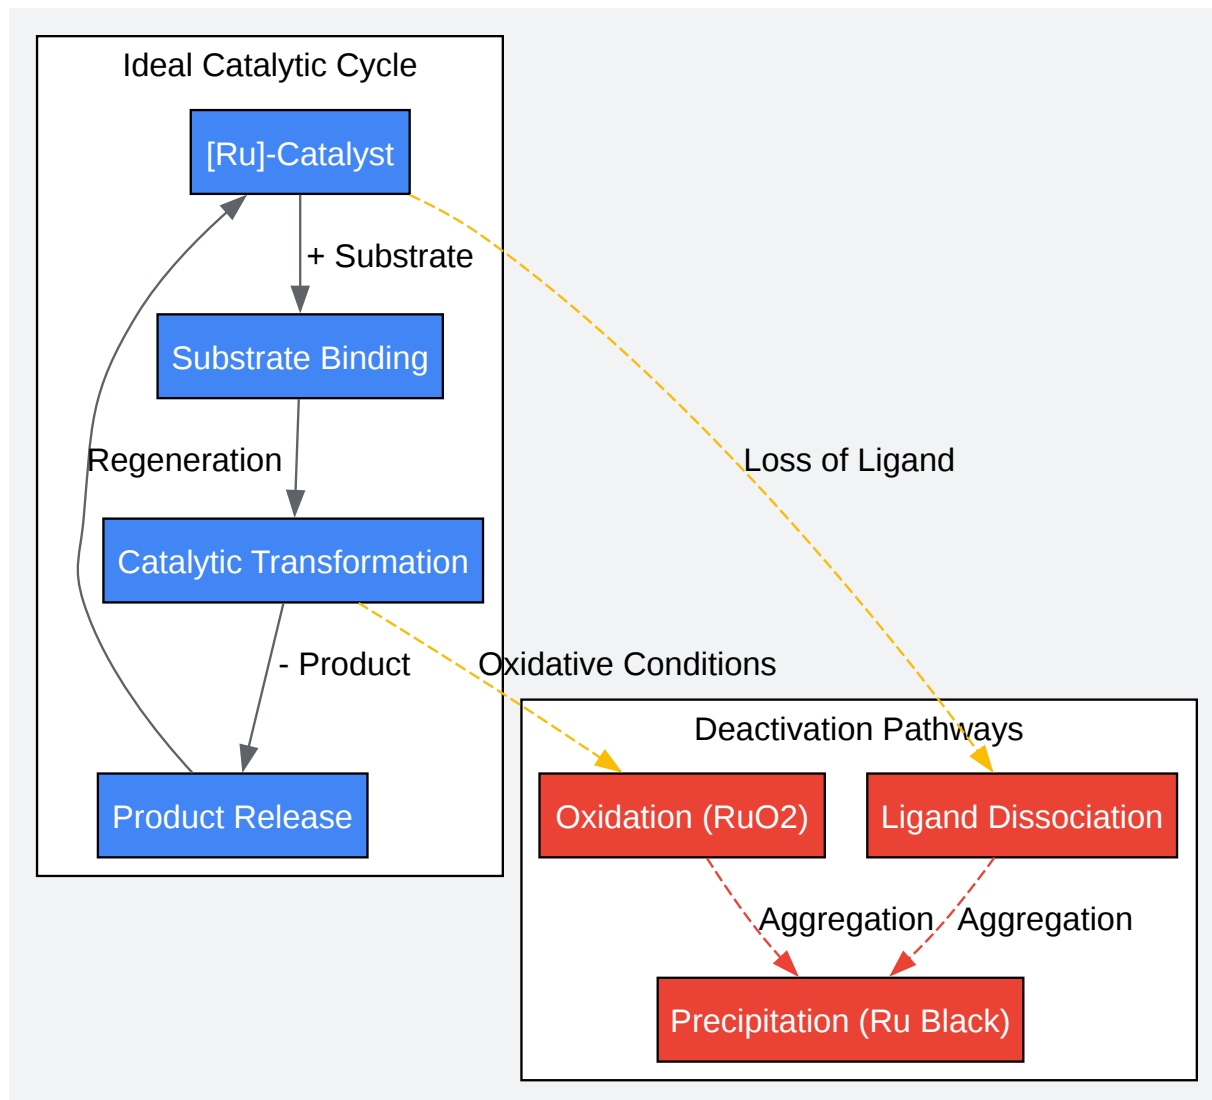 Ideal Catalytic Cycle
[Ru]-Catalyst
+ Substrate
Substrate Binding
Regeneration
Loss of Ligand
Catalytic Transformation
- Product
Oxidative Conditions
Deactivation Pathways
Product Release
Oxidation (RuO2)
Ligand Dissociation
Aggregation
Aggregation
Precipitation (Ru Black)